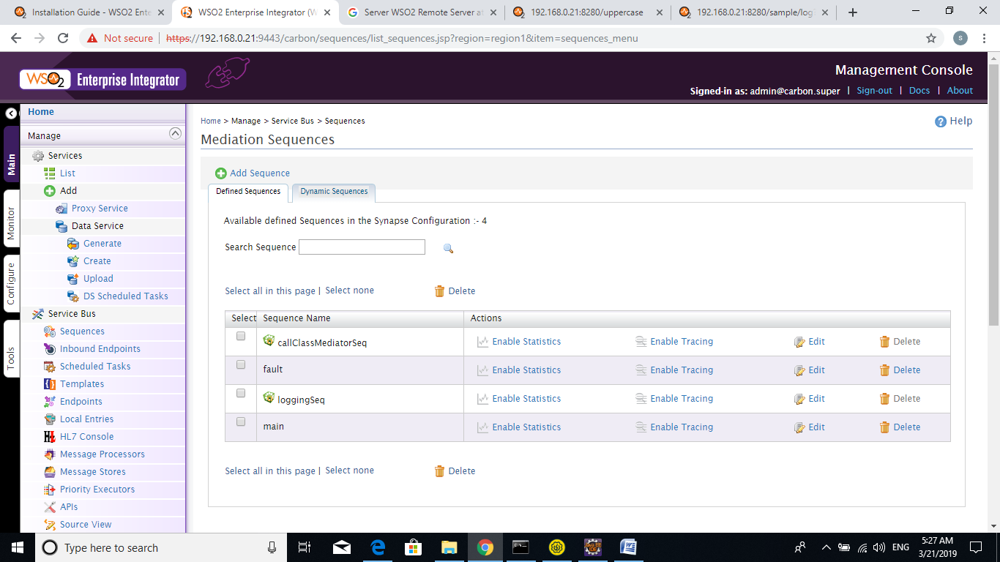 Installation Guide - WSO2 Ente
WSO2 Enterprise Integrator (W
Server WSO2 Remote Server a
192.168.0.21:8280/uppercase
192.168.0.21:8280/sample/log
Not secure | https://192.168.0.21:9443/carbon/sequences/list_sequences.jsp?region=region1&item=sequences_menu
s
WSO2 Enterprise Integrator
Management Console
Signed-in as: admin@carbon.super | Sign-out | Docs | About
Main
Monitor
Configure
Tools
Home
Manage
Services
List
Add
Proxy Service
Data Service
Generate
Create
Upload
DS Scheduled Tasks
Service Bus
Sequences
Inbound Endpoints
Scheduled Tasks
Templates
Endpoints
Local Entries
HL7 Console
Message Processors
Message Stores
Priority Executors
APIs
Source View
Home > Manage > Service Bus > Sequences
Help
Mediation Sequences
Add Sequence
Defined Sequences
Dynamic Sequences
Available defined Sequences in the Synapse Configuration :- 4
Search Sequence
Select all in this page | Select none
Delete
Select Sequence Name Actions
callClassMediatorSeq Enable Statistics Enable Tracing Edit Delete
fault Enable Statistics Enable Tracing Edit Delete
loggingSeq Enable Statistics Enable Tracing Edit Delete
main Enable Statistics Enable Tracing Edit Delete
Select all in this page | Select none
Delete
Type here to search
ENG
5:27 AM
3/21/2019